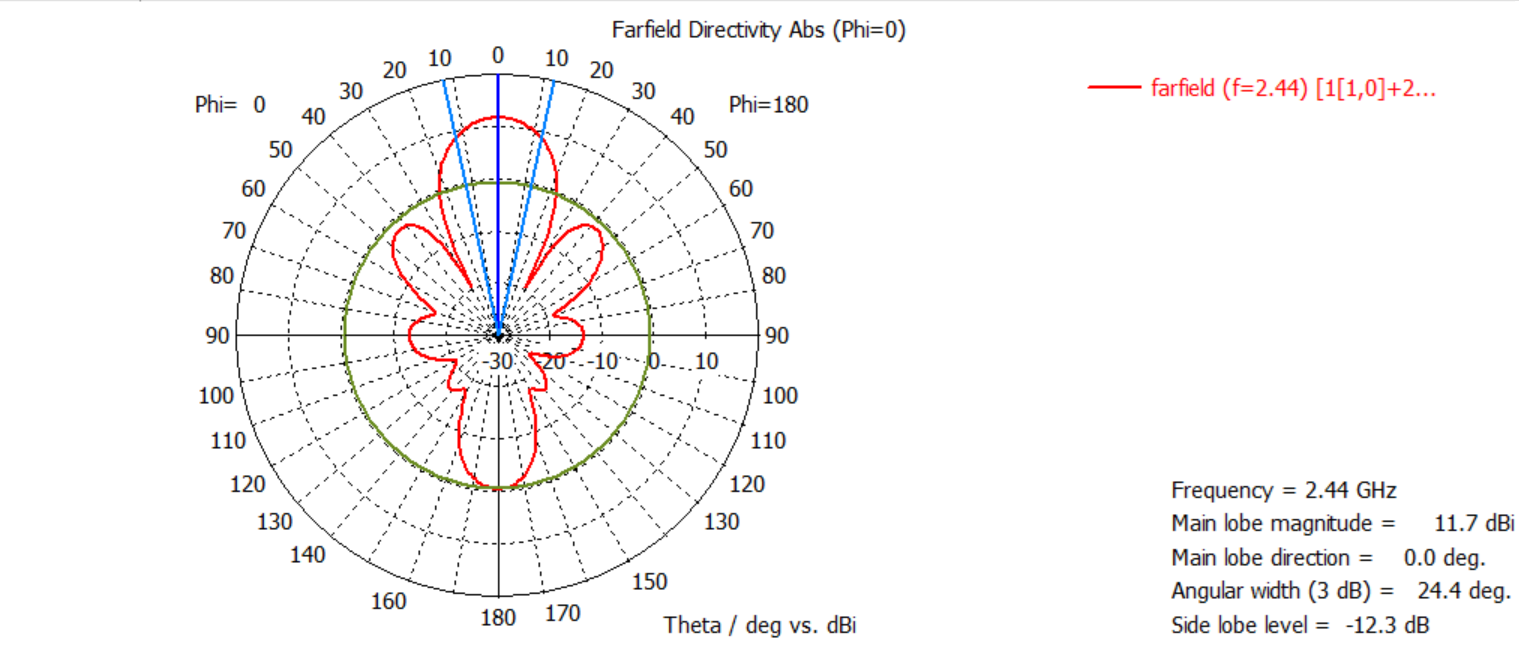 Farfield Directivity Abs (Phi=0)
0
10
10
20
20
30
30
Phi= 0
Phi=180
farfield (f=2.44) [1[1,0]+2...
40
40
50
50
60
60
70
70
80
80
90
90
-30 -20 -10 0 10
100
100
110
110
120
120
130
130
140
150
160
170
180
Theta / deg vs. dBi
Frequency = 2.44 GHz
Main lobe magnitude = 11.7 dBi
Main lobe direction = 0.0 deg.
Angular width (3 dB) = 24.4 deg.
Side lobe level = -12.3 dB